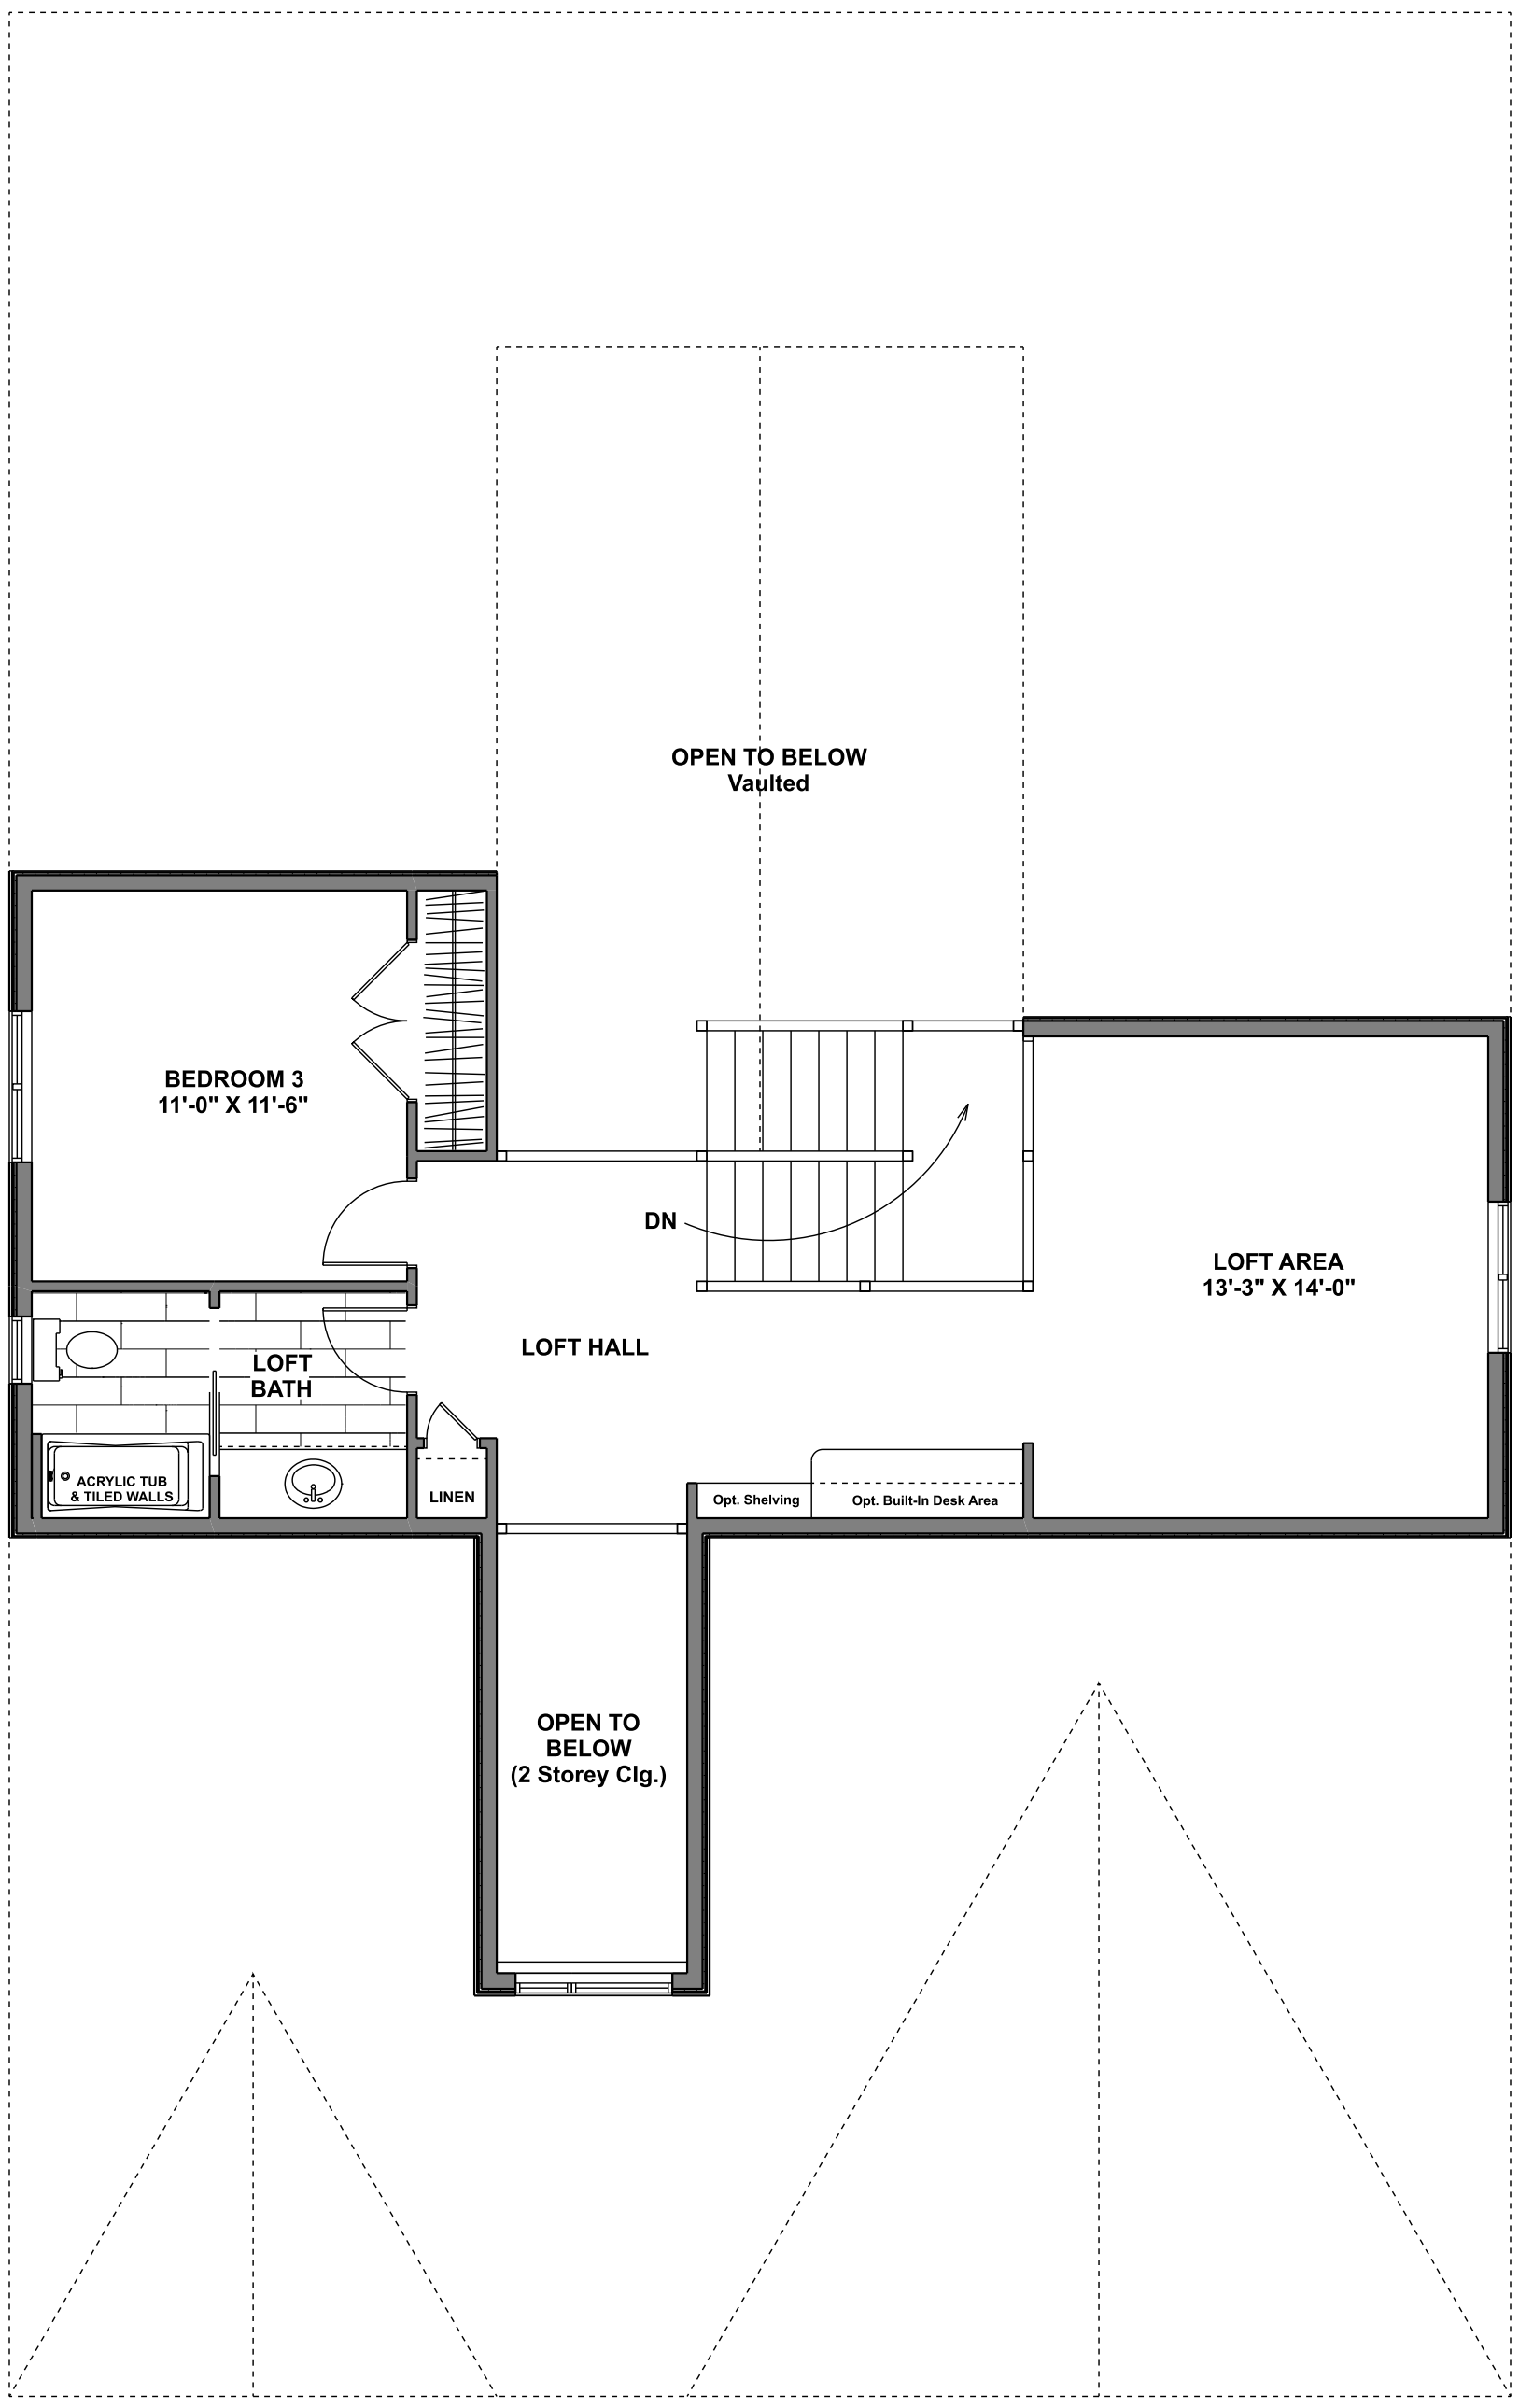 OPEN TO BELOW
Vaulted
BEDROOM 3
11'-0" X 11'-6"
DN
LOFT AREA
13'-3" X 14'-0"
LOFT HALL
LOFT
BATH
ACRYLIC TUB
& TILED WALLS
LINEN
Opt. Shelving
Opt. Built-In Desk Area
OPEN TO
BELOW
(2 Storey Clg.)